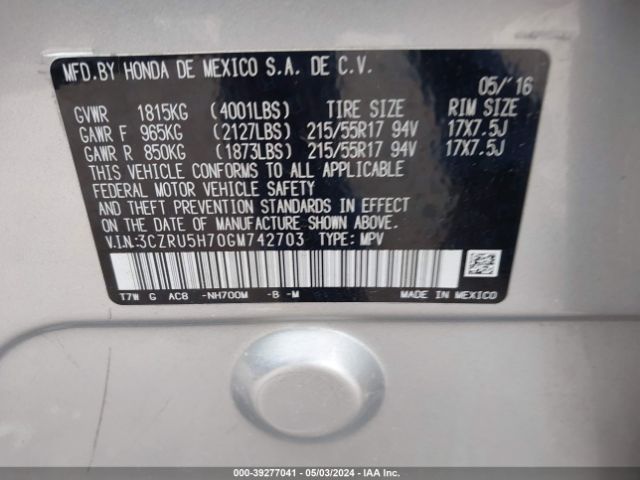 MFD.BY HONDA DE MEXICO S.A. DE C.V.
05/'16
GVWR 1815KG (4001LBS) TIRE SIZE RIM SIZE
GAWR F 965KG (2127LBS) 215/55R17 94V 17X7.5J
GAWR R 850KG (1873LBS) 215/55R17 94V 17X7.5J
THIS VEHICLE CONFORMS TO ALL APPLICABLE
FEDERAL MOTOR VEHICLE SAFETY
AND THEFT PREVENTION STANDARDS IN EFFECT
ON THE DATE OF MANUFACTURE SHOWN ABOVE.
V.I.N:3CZRU5H70GM742703 TYPE: MPV
T7W G AC8 -NH700M -B -M MADE IN MEXICO
000-39277041 - 05/03/2024 - IAA Inc.